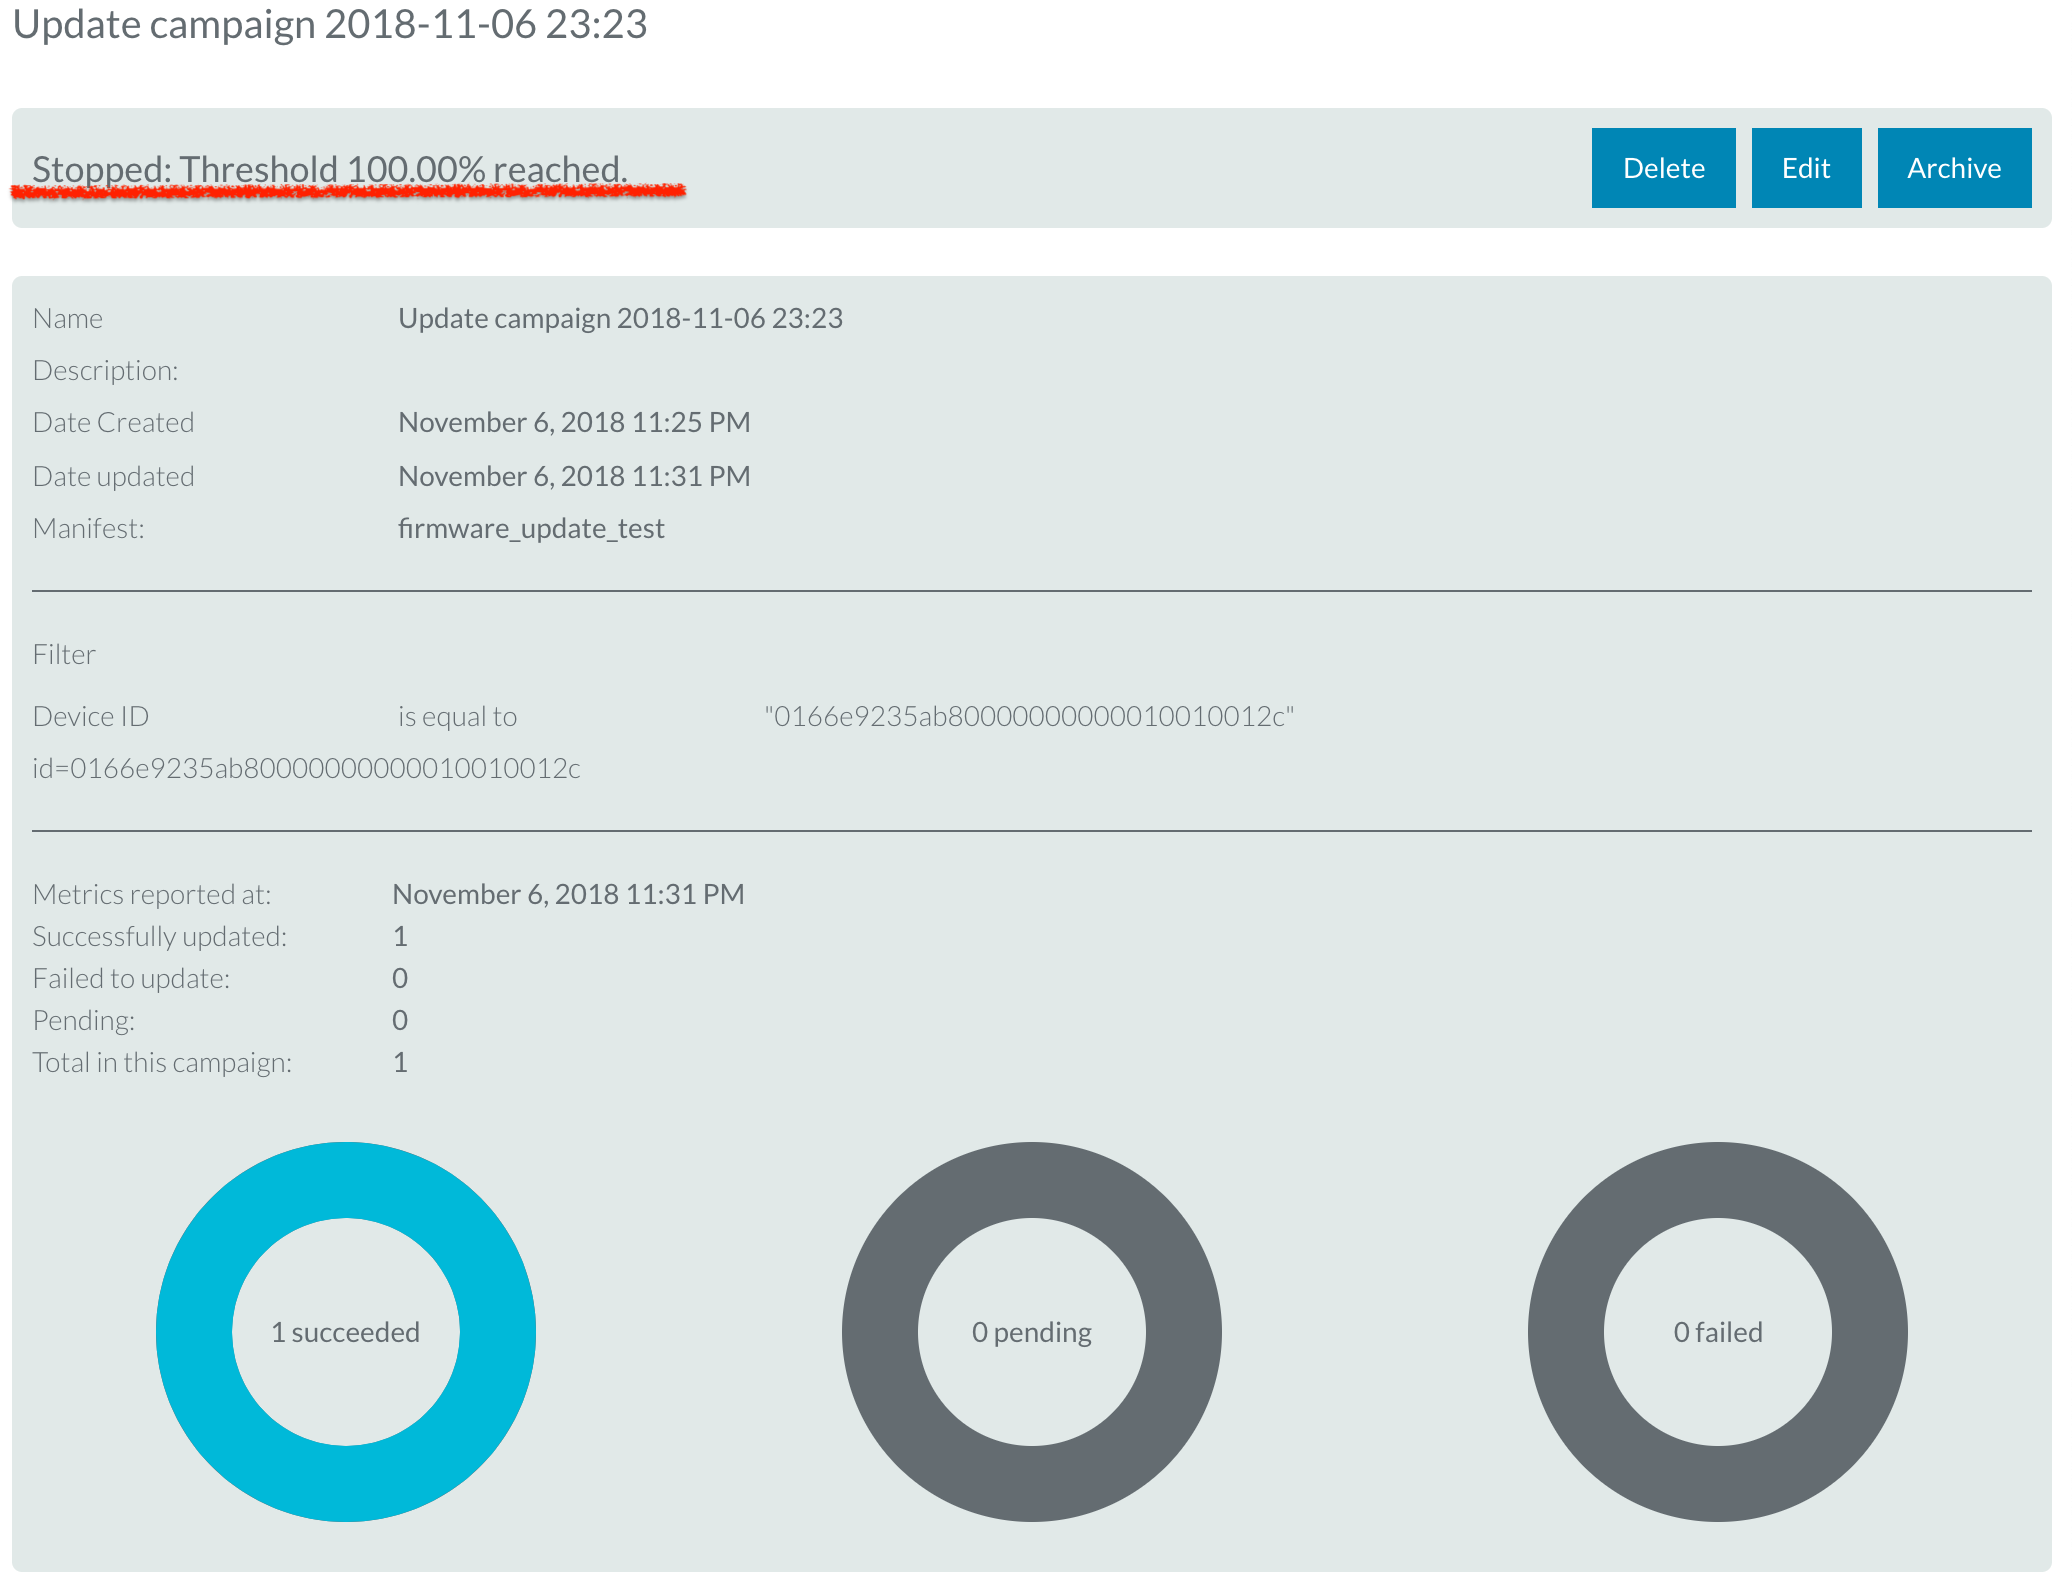 Update campaign 2018-11-06 23:23
Stopped: Threshold 100.00% reached.
Delete Edit Archive
Name Update campaign 2018-11-06 23:23
Description:
Date Created November 6, 2018 11:25 PM
Date updated November 6, 2018 11:31 PM
Manifest: firmware_update_test
Filter
Device ID is equal to "0166e9235ab80000000000010010012c"
id=0166e9235ab80000000000010010012c
Metrics reported at: November 6, 2018 11:31 PM
Successfully updated: 1
Failed to update: 0
Pending: 0
Total in this campaign: 1
1 succeeded
0 pending
0 failed